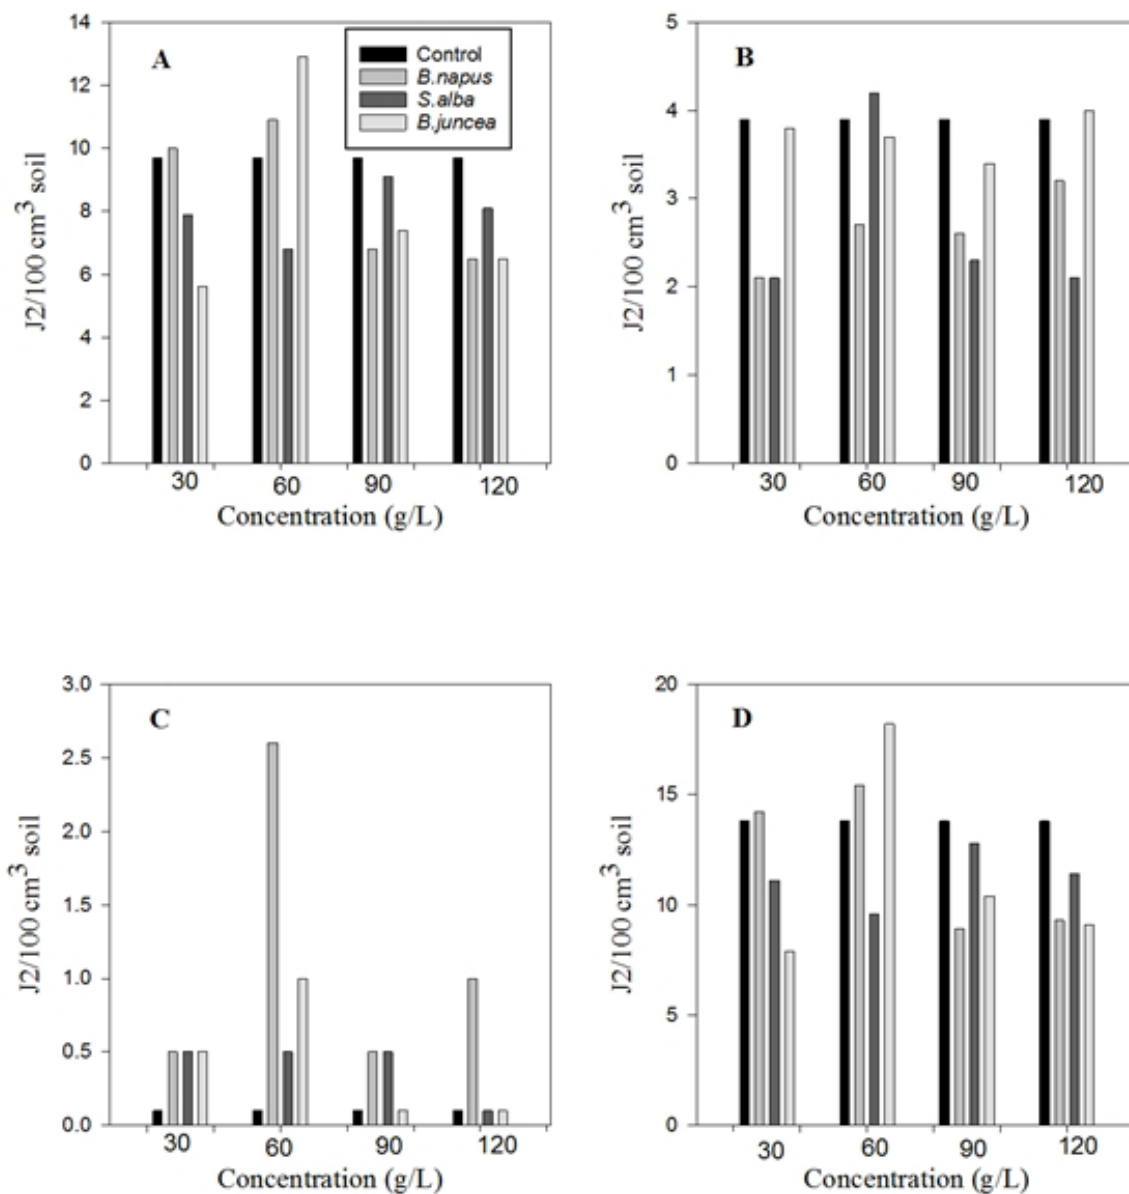 A
Control
B.napus
S.alba
B.juncea
14
12
10
8
6
4
2
0
J2/100 cm³ soil
30 60 90 120
Concentration (g/L)
B
5
4
3
2
1
0
J2/100 cm³ soil
30 60 90 120
Concentration (g/L)
C
3.0
2.5
2.0
1.5
1.0
0.5
0.0
J2/100 cm³ soil
30 60 90 120
Concentration (g/L)
D
20
15
10
5
0
J2/100 cm³ soil
30 60 90 120
Concentration (g/L)